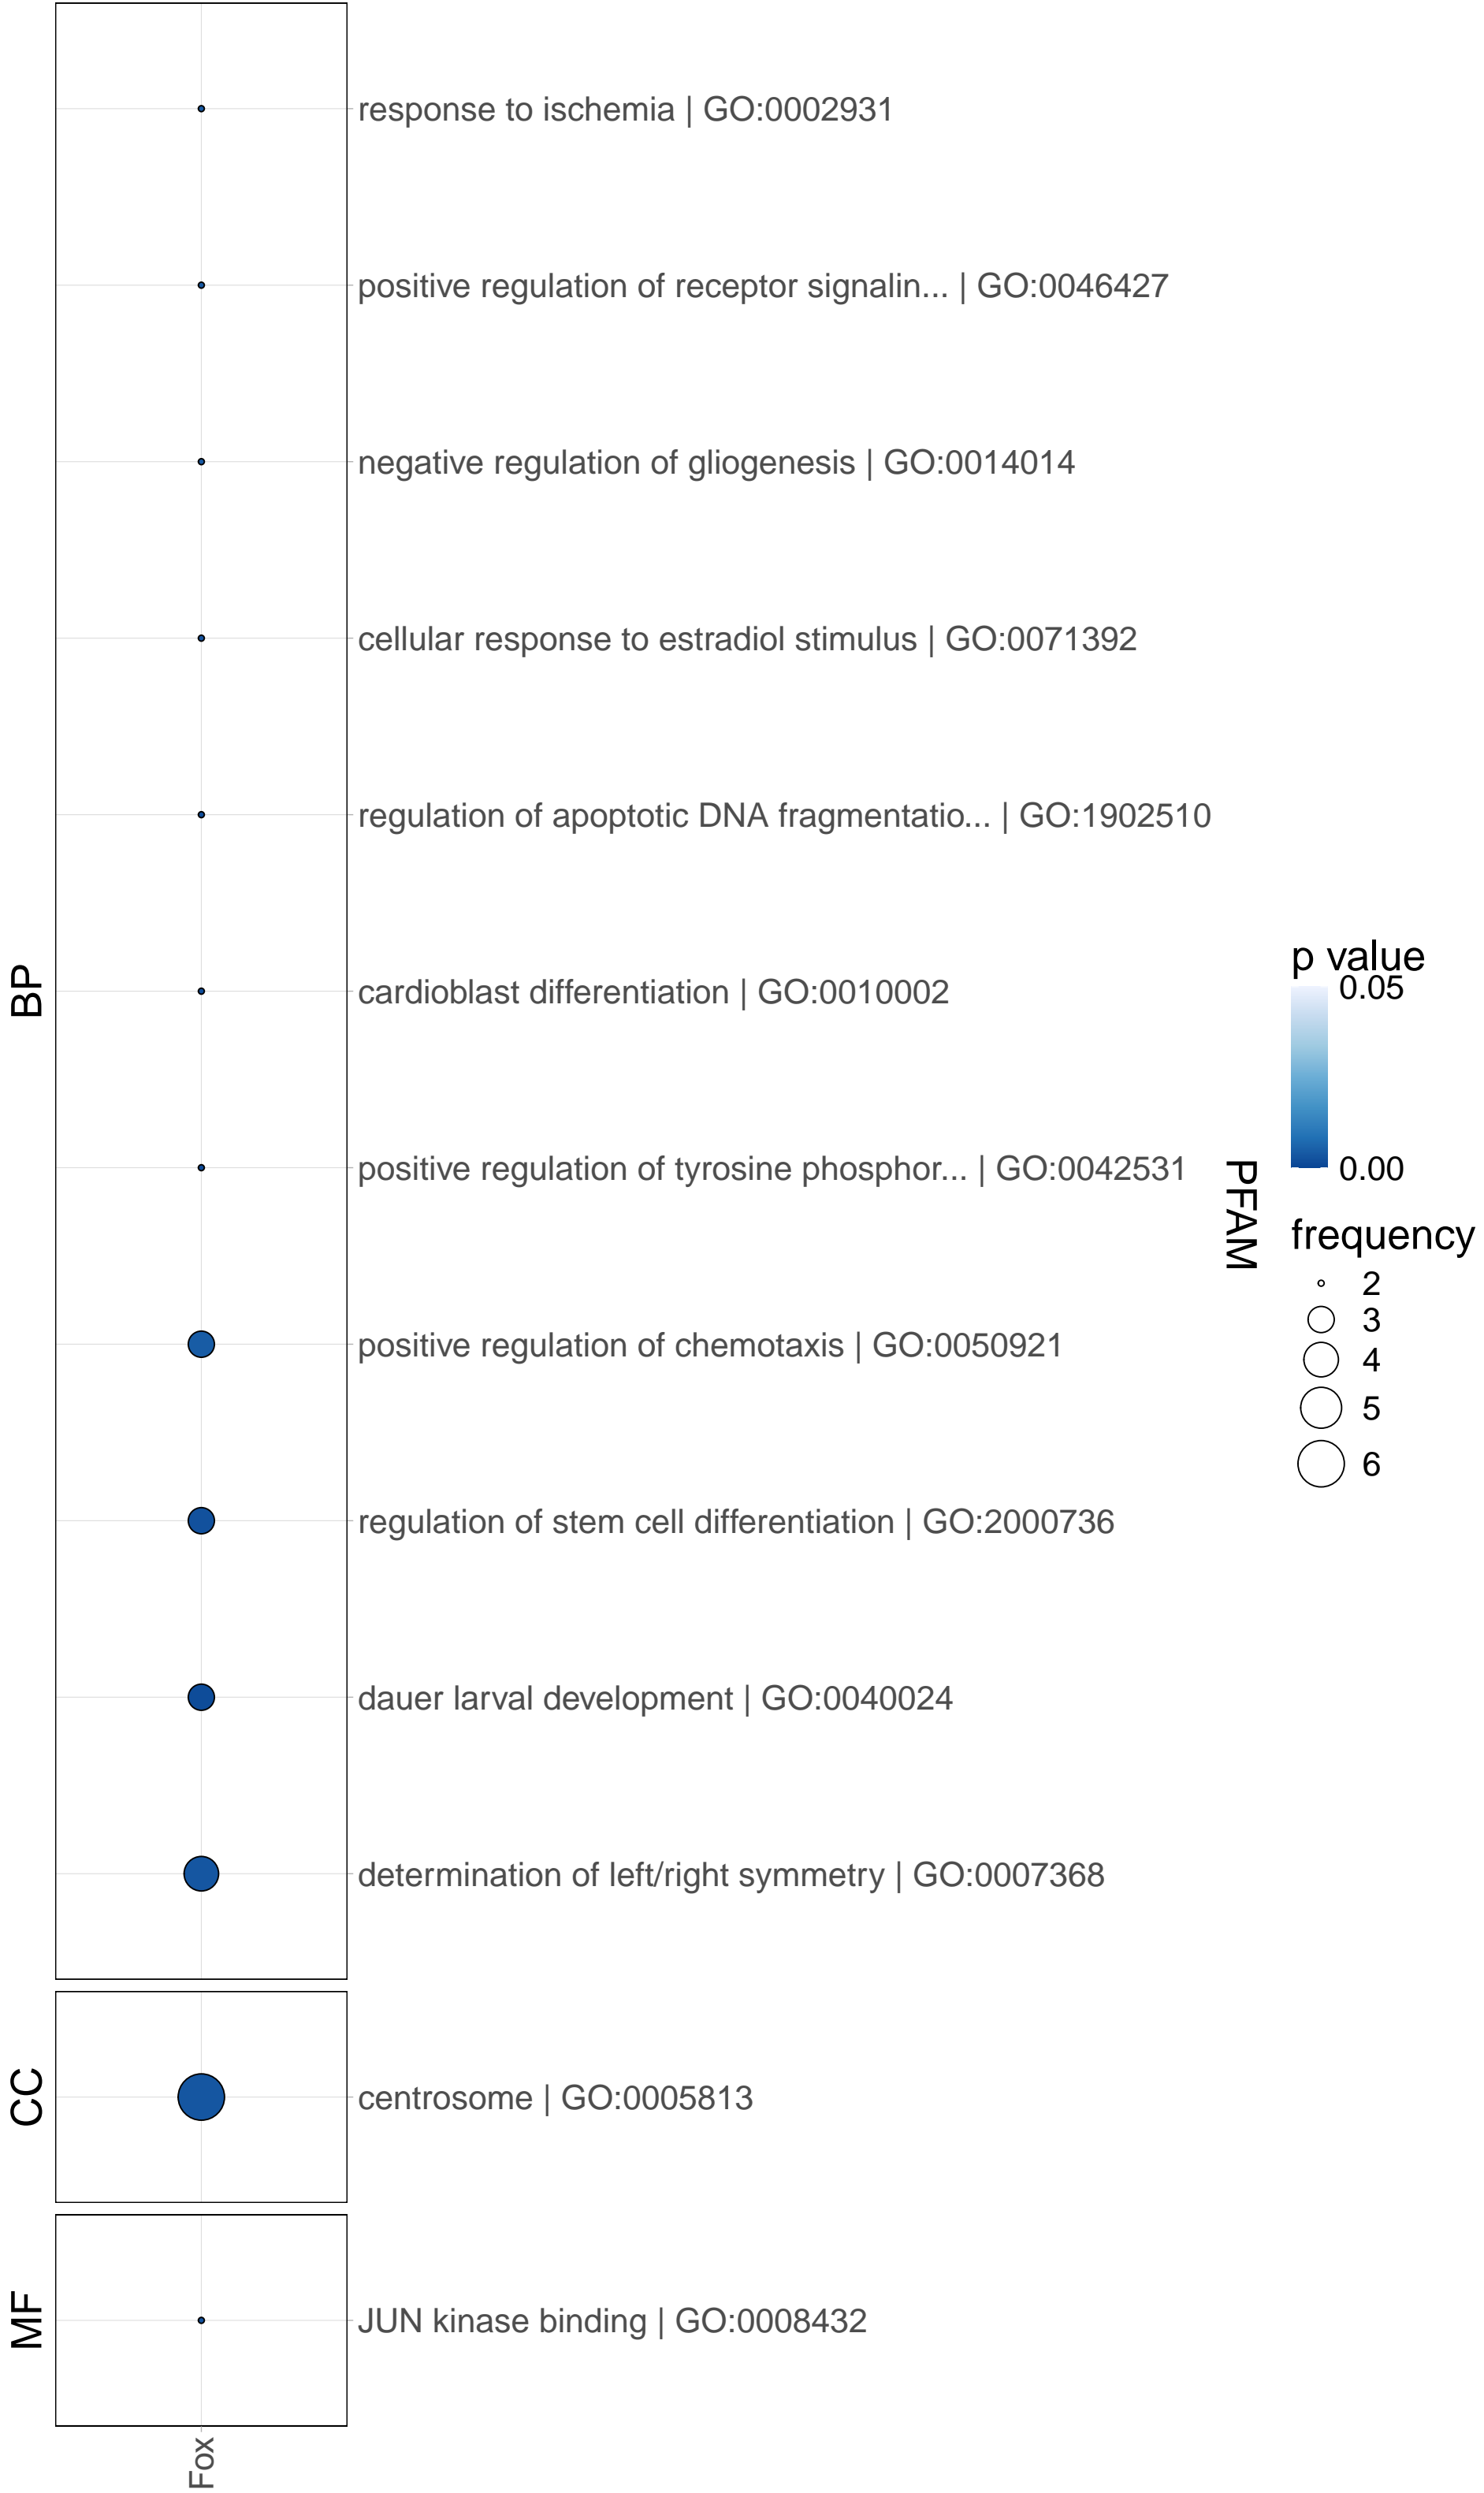 response to ischemia | GO:0002931
positive regulation of receptor signalin... | GO:0046427
negative regulation of gliogenesis | GO:0014014
cellular response to estradiol stimulus | GO:0071392
regulation of apoptotic DNA fragmentatio... | GO:1902510
BP
cardioblast differentiation | GO:0010002
positive regulation of tyrosine phosphor... | GO:0042531
positive regulation of chemotaxis | GO:0050921
regulation of stem cell differentiation | GO:2000736
dauer larval development | GO:0040024
determination of left/right symmetry | GO:0007368
CC
centrosome | GO:0005813
MF
JUN kinase binding | GO:0008432
Fox
PFAM
p value
0.05
0.00
frequency
2
3
4
5
6